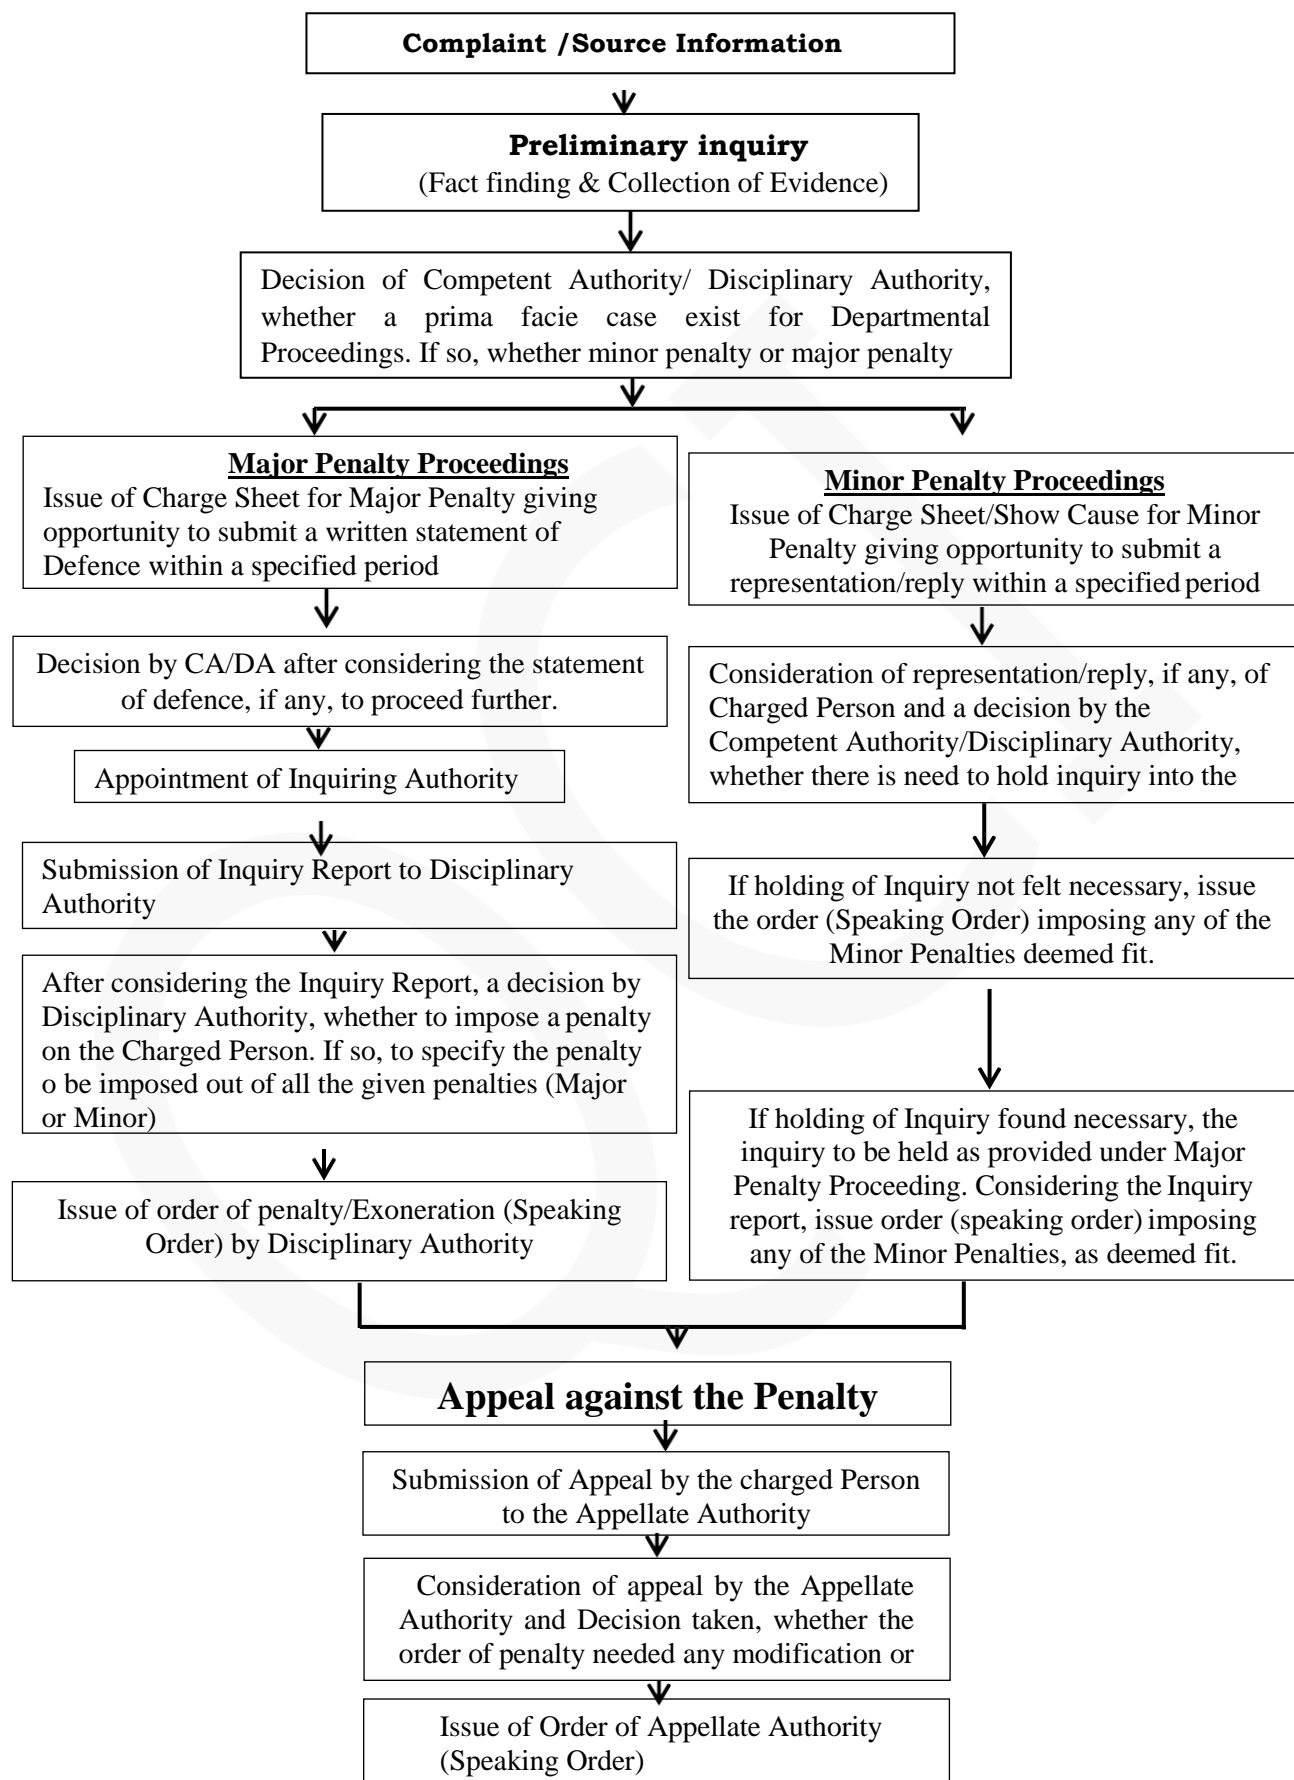 Complaint /Source Information
Preliminary inquiry
(Fact finding & Collection of Evidence)
Decision of Competent Authority/ Disciplinary Authority,
whether a prima facie case exist for Departmental
Proceedings. If so, whether minor penalty or major penalty
Major Penalty Proceedings
Issue of Charge Sheet for Major Penalty giving
opportunity to submit a written statement of
Defence within a specified period
Decision by CA/DA after considering the statement
of defence, if any, to proceed further.
Appointment of Inquiring Authority
Submission of Inquiry Report to Disciplinary
Authority
After considering the Inquiry Report, a decision by
Disciplinary Authority, whether to impose a penalty
on the Charged Person. If so, to specify the penalty
o be imposed out of all the given penalties (Major
or Minor)
Issue of order of penalty/Exoneration (Speaking
Order) by Disciplinary Authority
Minor Penalty Proceedings
Issue of Charge Sheet/Show Cause for Minor
Penalty giving opportunity to submit a
representation/reply within a specified period
Consideration of representation/reply, if any, of
Charged Person and a decision by the
Competent Authority/Disciplinary Authority,
whether there is need to hold inquiry into the
If holding of Inquiry not felt necessary, issue
the order (Speaking Order) imposing any of the
Minor Penalties deemed fit.
If holding of Inquiry found necessary, the
inquiry to be held as provided under Major
Penalty Proceeding. Considering the Inquiry
report, issue order (speaking order) imposing
any of the Minor Penalties, as deemed fit.
Appeal against the Penalty
Submission of Appeal by the charged Person
to the Appellate Authority
Consideration of appeal by the Appellate
Authority and Decision taken, whether the
order of penalty needed any modification or
Issue of Order of Appellate Authority
(Speaking Order)